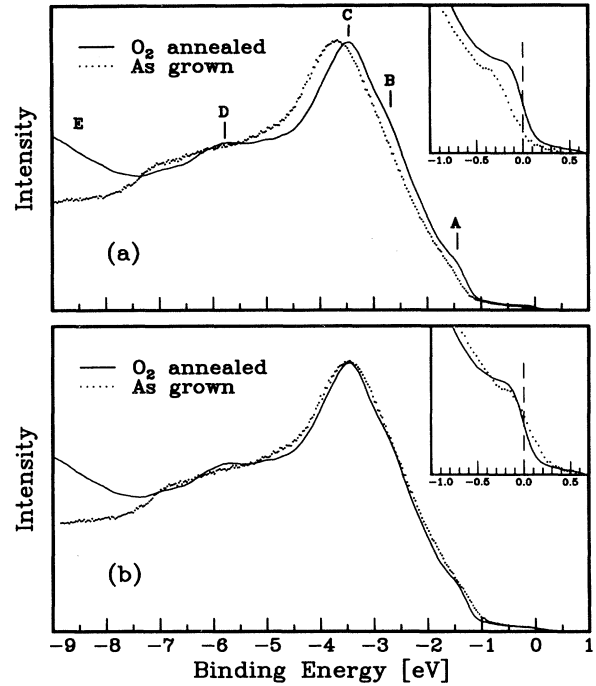 C
O₂ annealed
As grown
B
E
D
A
Intensity
(a)
-1.0 -0.5 0.0 0.5
O₂ annealed
As grown
Intensity
(b)
-1.0 -0.5 0.0 0.5
-9 -8 -7 -6 -5 -4 -3 -2 -1 0 1
Binding Energy [eV]